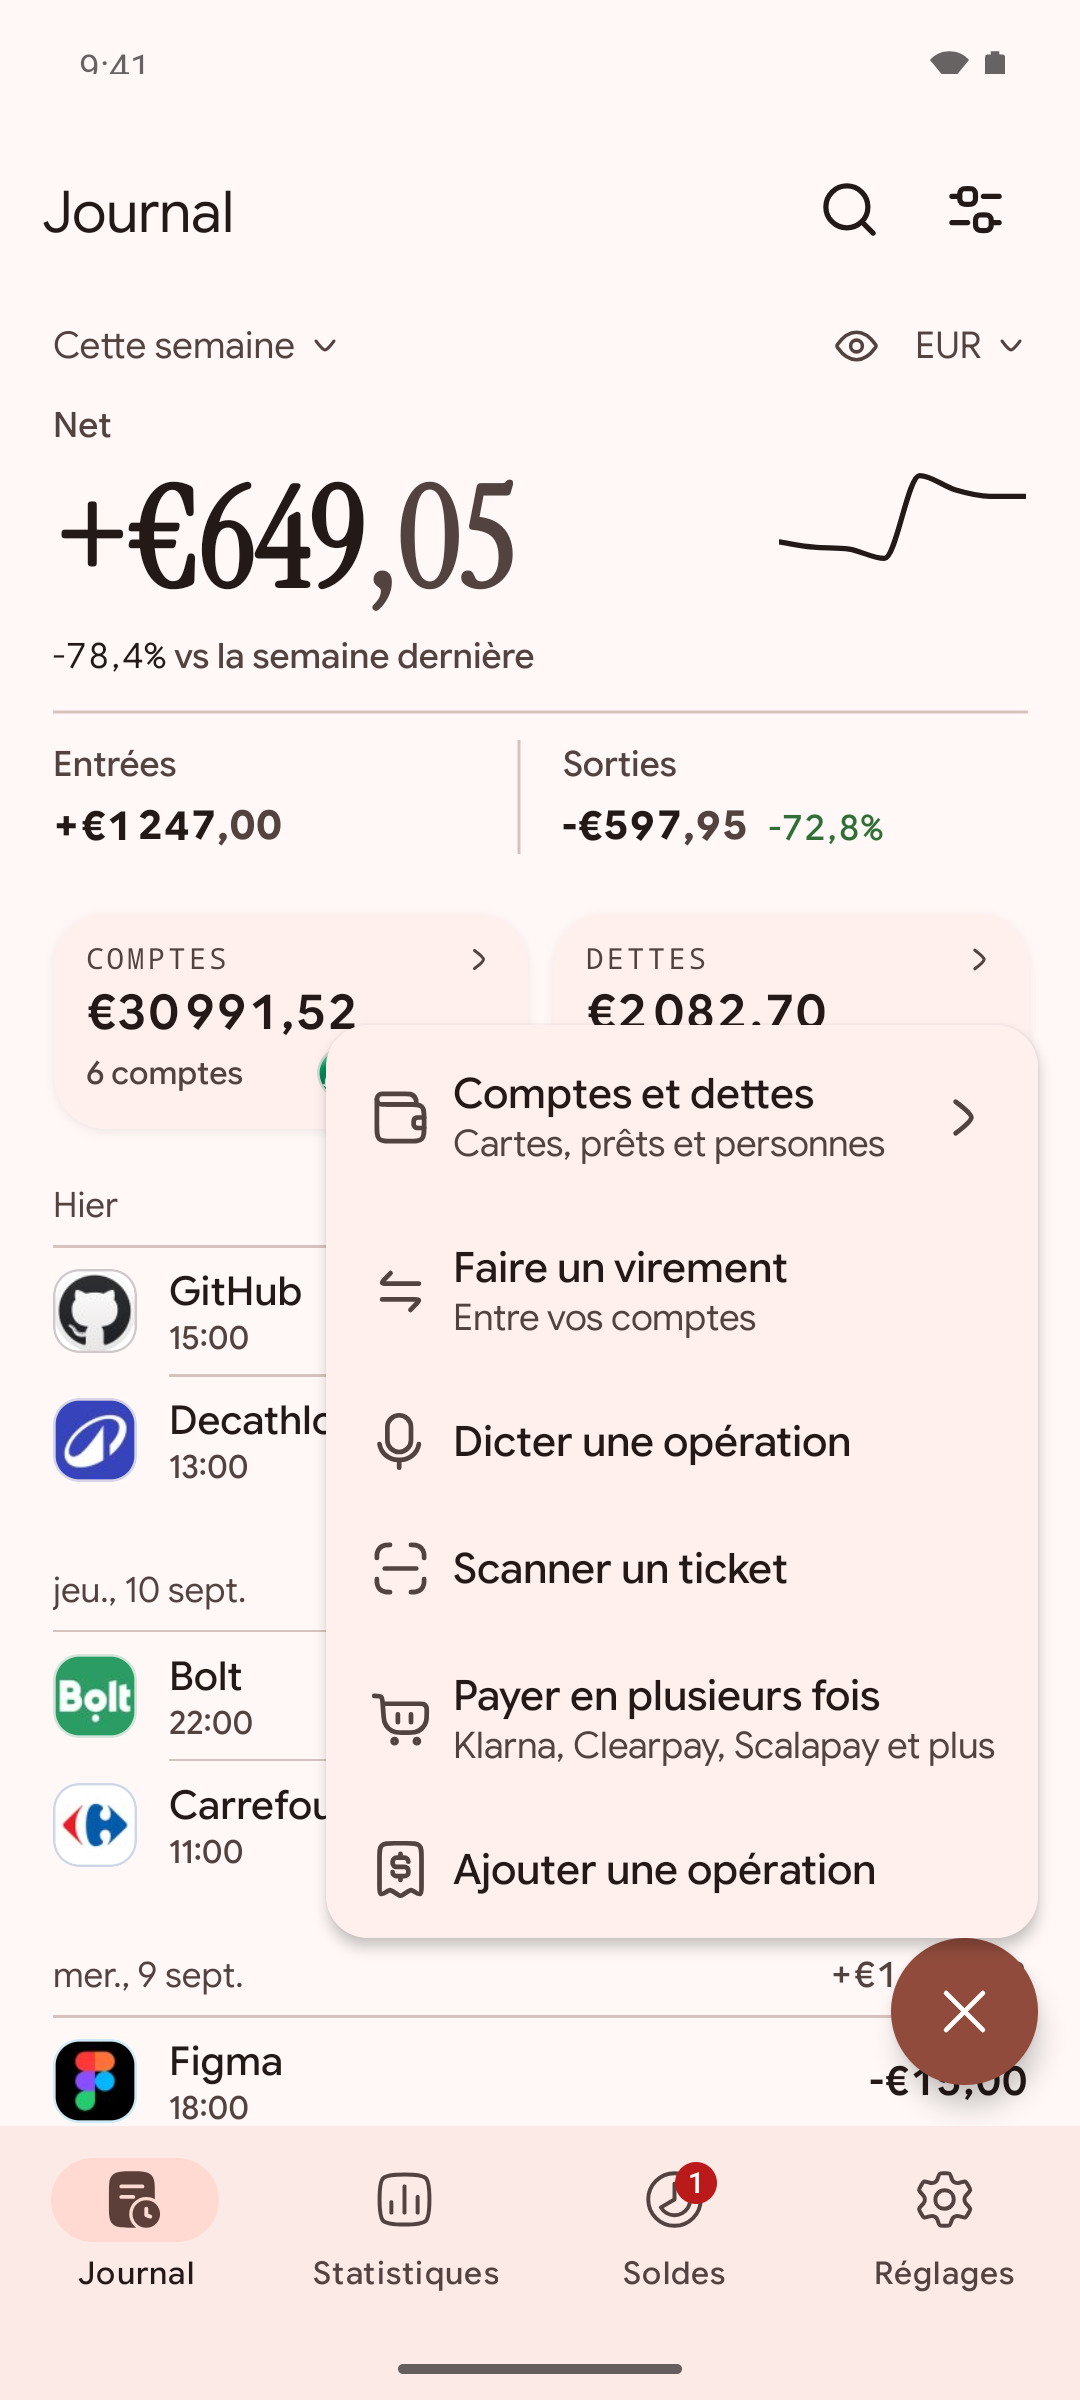 9:41
Journal
Cette semaine
EUR
Net
+€649,05
-78,4% vs la semaine dernière
Entrées
+€1 247,00
Sorties
-€597,95 -72,8%
COMPTES
€30 991,52
6 comptes
DETTES
€2 082,70
Comptes et dettes
Cartes, prêts et personnes
Faire un virement
Entre vos comptes
Dicter une opération
Scanner un ticket
Payer en plusieurs fois
Klarna, Clearpay, Scalapay et plus
Ajouter une opération
Hier
GitHub
15:00
13:00
jeu., 10 sept.
Bolt
Bolt
22:00
11:00
mer., 9 sept.
Figma
18:00
1
Journal
Statistiques
Soldes
Réglages